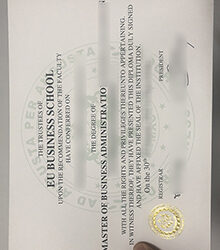 THE TRUSTEES OF
EU BUSINESS SCHOOL
UPON THE RECOMMENDATION OF THE FACULTY
HAVE CONFERRED ON
THE DEGREE OF
MASTER OF BUSINESS ADMINISTRATIO
WITH ALL THE RIGHTS AND PRIVILEGES THEREUNTO APPERTAINING.
IN WITNESS THEREOF, THEY HAVE PRESENTED THIS DIPLOMA DULY SIGNED
AND HAVE AFFIXED THE SEAL OF THE INSTITUTION.
On the 30th
REGISTRAR
PRESIDENT